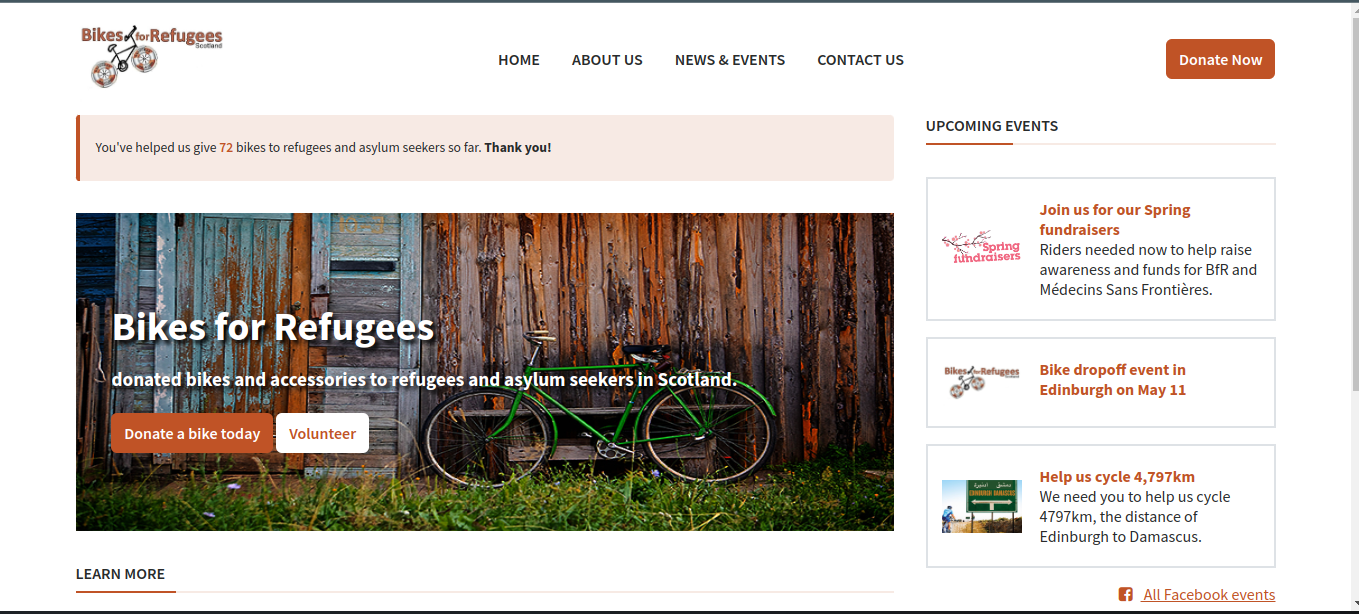 Bikes for Refugees
Scotland
HOME
ABOUT US
NEWS & EVENTS
CONTACT US
Donate Now
You've helped us give 72 bikes to refugees and asylum seekers so far. Thank you!
Bikes for Refugees
donated bikes and accessories to refugees and asylum seekers in Scotland.
Donate a bike today
Volunteer
LEARN MORE
UPCOMING EVENTS
Spring
fundraisers
Join us for our Spring
fundraisers
Riders needed now to help raise
awareness and funds for BfR and
Médecins Sans Frontières.
Bikes for Refugees
Bike dropoff event in
Edinburgh on May 11
EDINBURGH DAMASCUS
Help us cycle 4,797km
We need you to help us cycle
4797km, the distance of
Edinburgh to Damascus.
All Facebook events